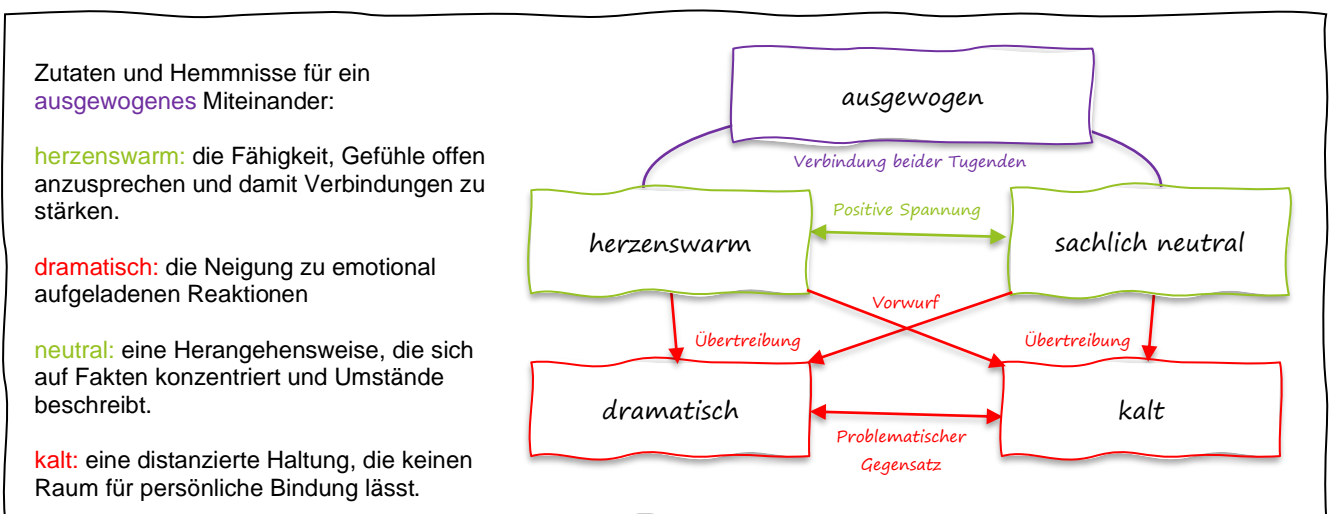 Zutaten und Hemmnisse für ein
ausgewogenes Miteinander:
herzenswarm: die Fähigkeit, Gefühle offen
anzusprechen und damit Verbindungen zu
stärken.
dramatisch: die Neigung zu emotional
aufgeladenen Reaktionen
neutral: eine Herangehensweise, die sich
auf Fakten konzentriert und Umstände
beschreibt.
kalt: eine distanzierte Haltung, die keinen
Raum für persönliche Bindung lässt.
ausgewogen
Verbindung beider Tugenden
herzenswarm
Positive Spannung
sachlich neutral
Vorwurf
Übertreibung
Übertreibung
dramatisch
Problematischer
Gegensatz
kalt